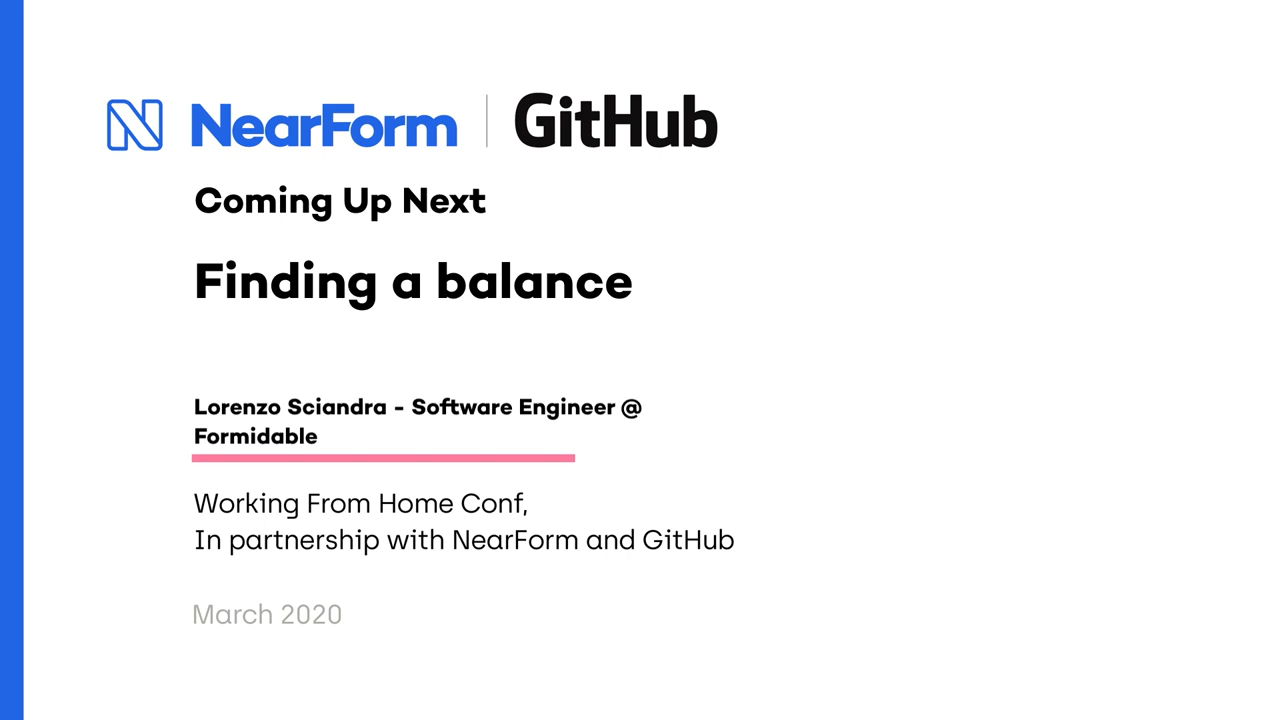 NearForm | GitHub
Coming Up Next
Finding a balance
Lorenzo Sciandra - Software Engineer @
Formidable
Working From Home Conf,
In partnership with NearForm and GitHub
March 2020